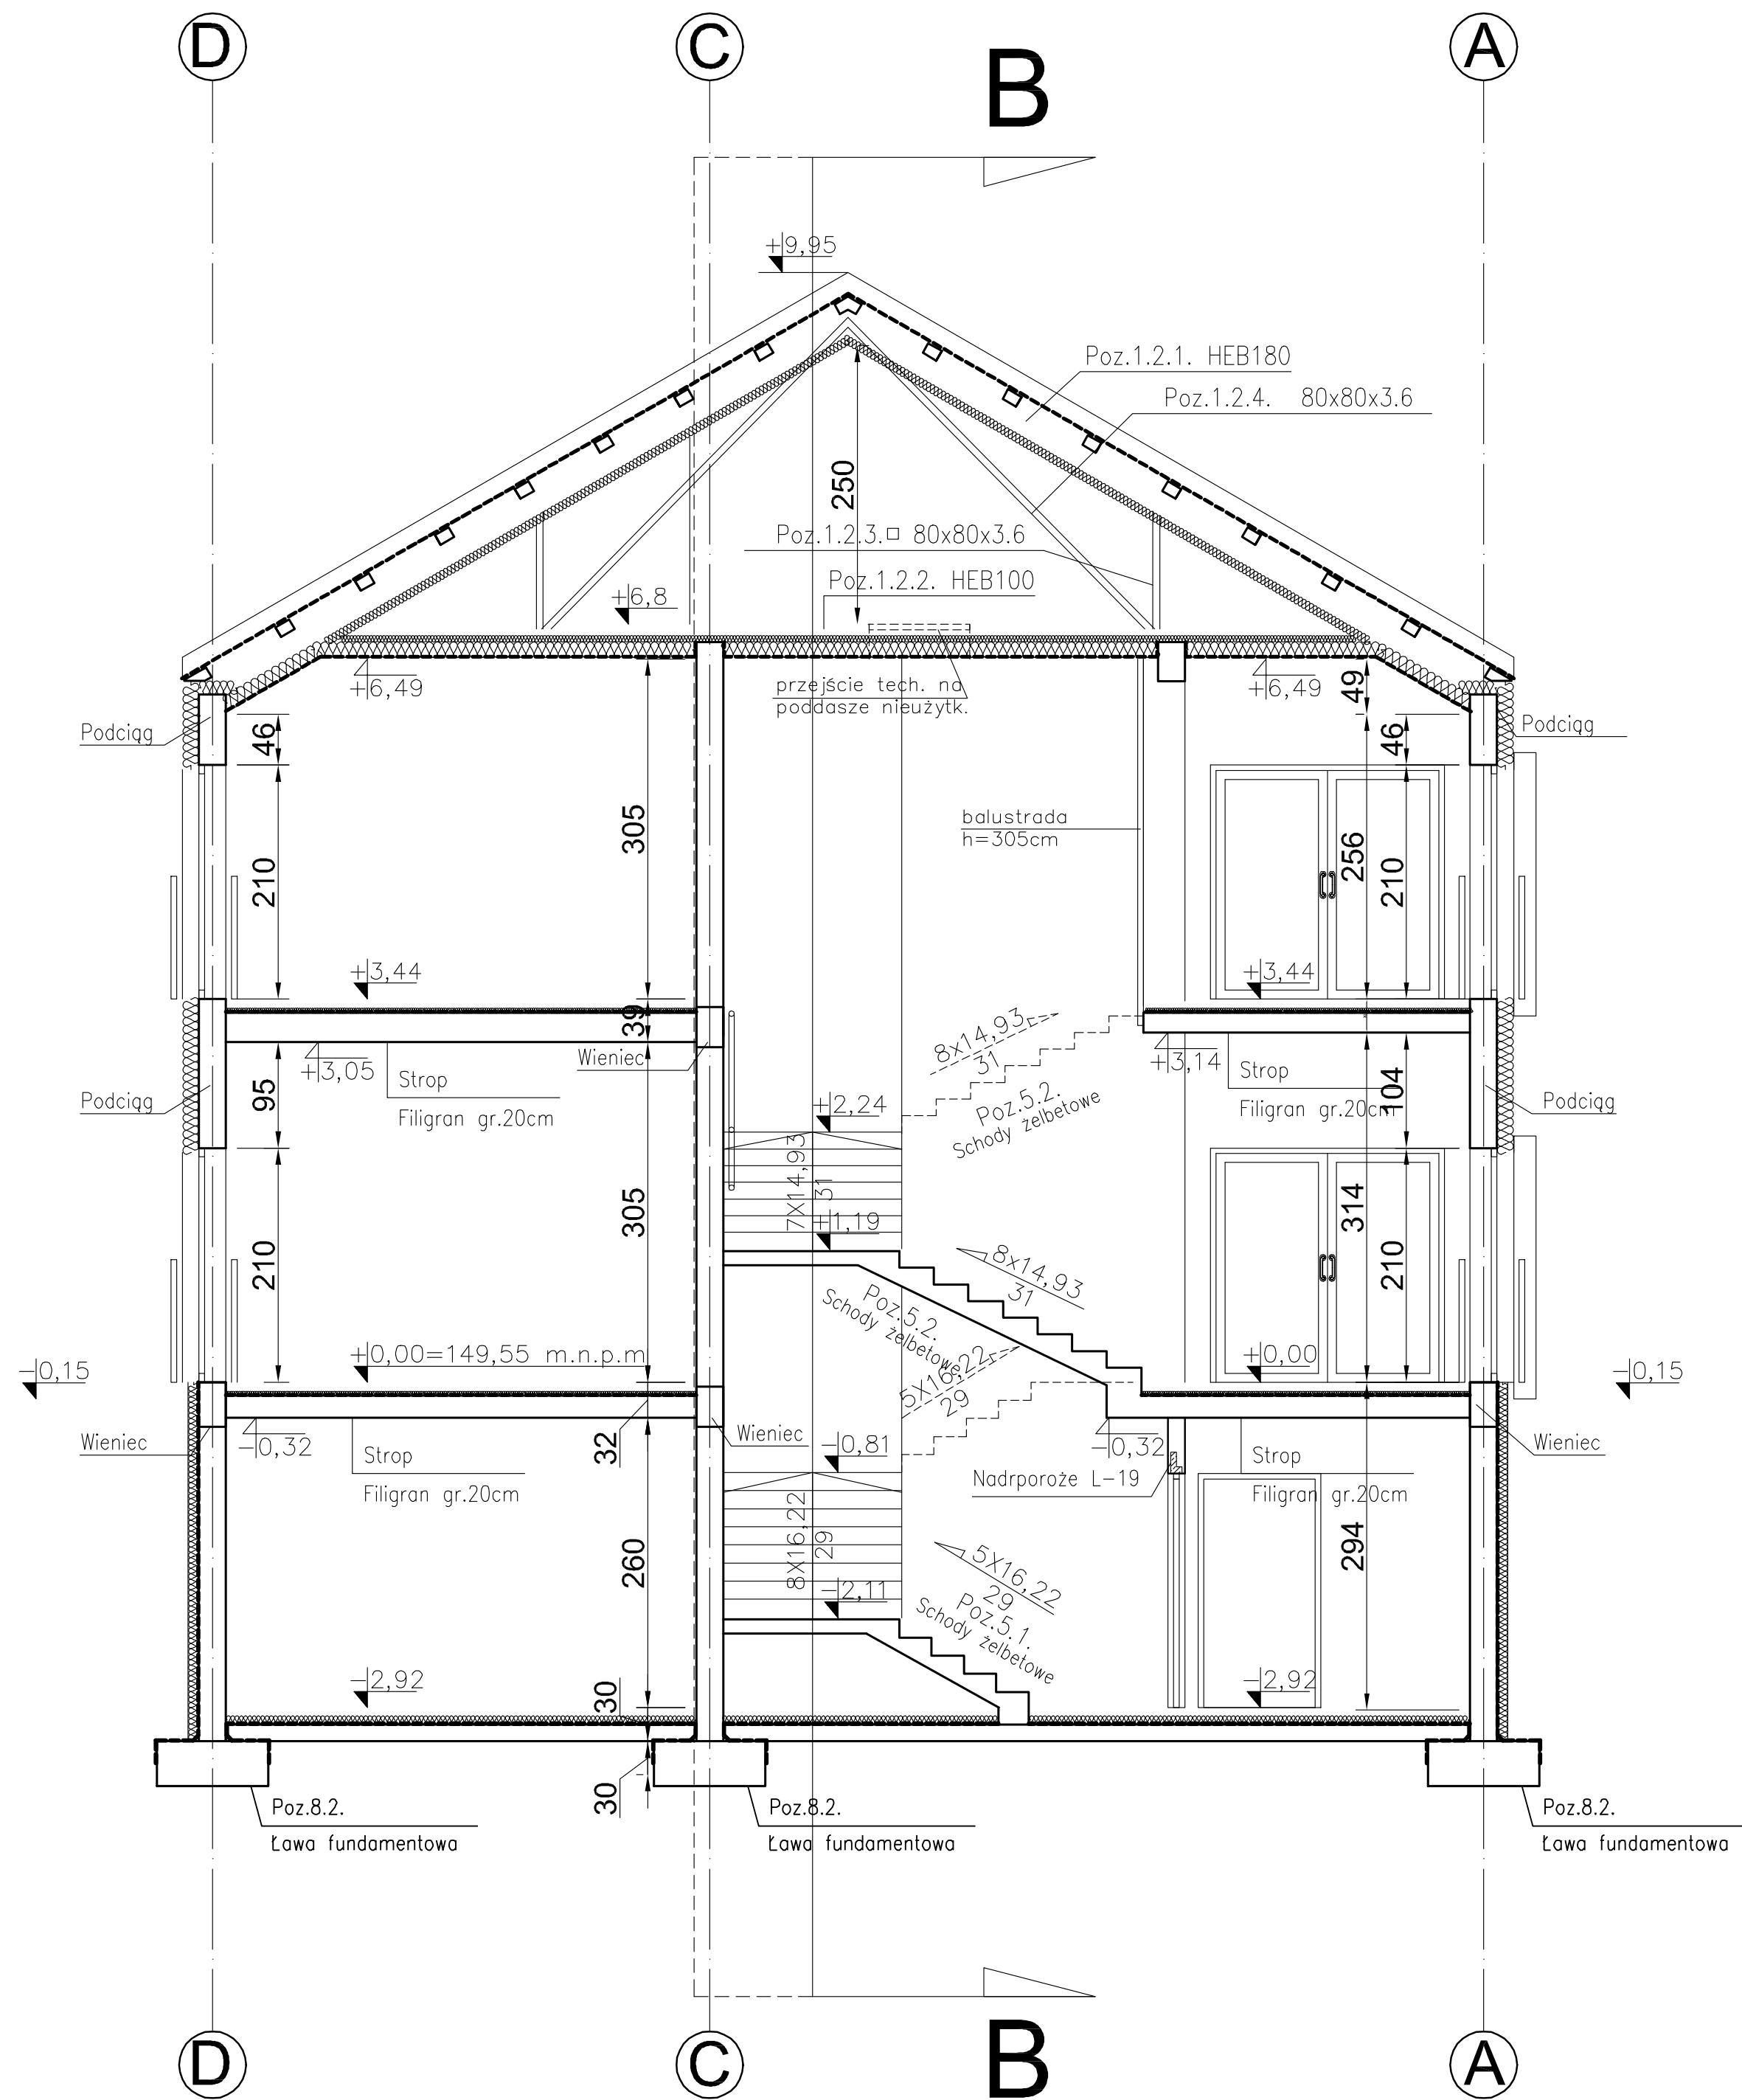 D
C
A
B
+9,95
Poz.1.2.1. HEB180
Poz.1.2.4. 80x80x3.6
250
Poz.1.2.3.□ 80x80x3.6
Poz.1.2.2. HEB100
+6,8
+6,49
przejście tech. na
poddasze nieużytk.
+6,49
49
Podciąg
46
46
Podciąg
305
balustrada
h=305cm
256
210
210
+3,44
+3,44
39
Wieniec
+3,05
Strop
Filigran gr.20cm
8x14,93
31
Poz.5.2.
Schody żelbetowe
+3,14
Strop
Filigran gr.20cm
104
95
Podciąg
Podciąg
+2,24
7X14,93
31
+1,19
305
314
210
210
8x14,93
31
Poz.5.2.
Schody żelbetowe
5X16,22
29
-0,15
+0,00=149,55 m.n.p.m
+0,00
-0,15
Wieniec
-0,32
Strop
Filigran gr.20cm
32
Wieniec
-0,81
-0,32
Nadrporoże L-19
Strop
Filigran gr.20cm
Wieniec
8X16,22
29
-2,11
260
294
5X16,22
29
Poz.5.1.
Schody żelbetowe
-2,92
30
-2,92
30
Poz.8.2.
Ława fundamentowa
Poz.8.2.
Ława fundamentowa
Poz.8.2.
Ława fundamentowa
D
C
B
A